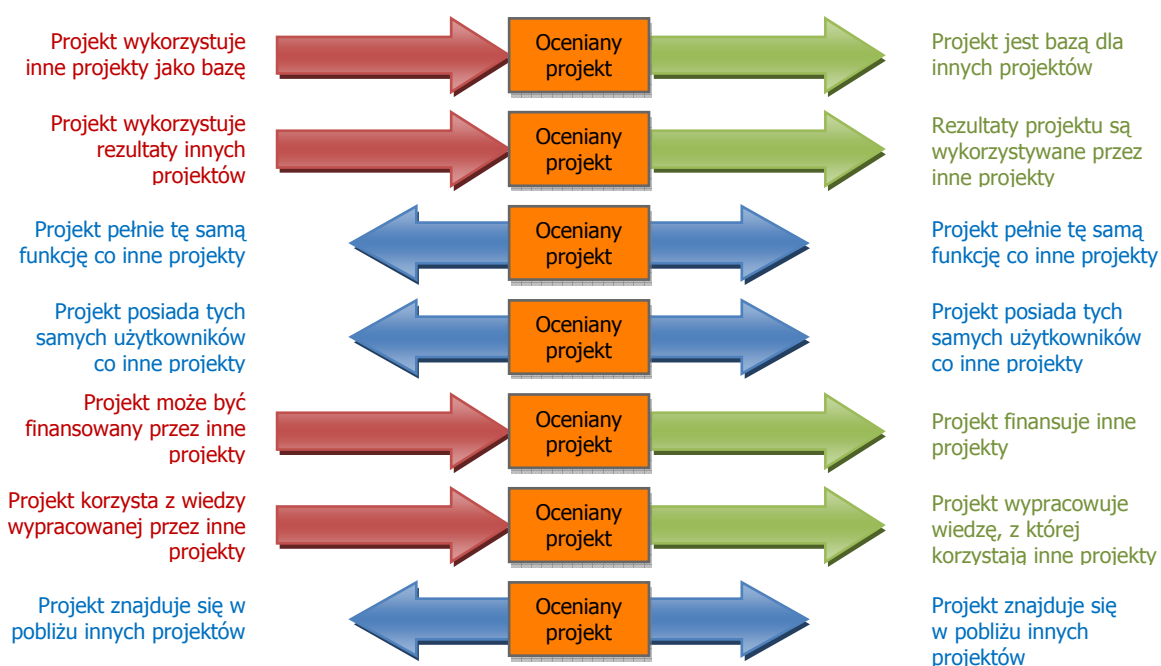 Projekt wykorzystuje
inne projekty jako bazę
Oceniany
projekt
Projekt jest bazą dla
innych projektów
Projekt wykorzystuje
rezultaty innych
projektów
Oceniany
projekt
Rezultaty projektu są
wykorzystywane przez
inne projekty
Projekt pełnie tę samą
funkcję co inne projekty
Oceniany
projekt
Projekt pełnie tę samą
funkcję co inne projekty
Projekt posiada tych
samych użytkowników
co inne projekty
Oceniany
projekt
Projekt posiada tych
samych użytkowników
co inne projekty
Projekt może być
finansowany przez inne
projekty
Oceniany
projekt
Projekt finansuje inne
projekty
Projekt korzysta z wiedzy
wypracowanej przez inne
projekty
Oceniany
projekt
Projekt wypracowuje
wiedzę, z której
korzystają inne projekty
Projekt znajduje się w
pobliżu innych projektów
Oceniany
projekt
Projekt znajduje się
w pobliżu innych
projektów